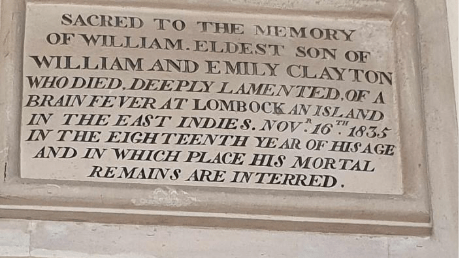 SACRED TO THE MEMORY
OF WILLIAM. ELDEST SON OF
WILLIAM AND EMILY CLAYTON
WHO DIED. DEEPLY LAMENTED. OF A
BRAIN FEVER AT LOMBOCK AN ISLAND
IN THE EAST INDIES. NOV.R 16.TH 1835
IN THE EIGHTEENTH YEAR OF HIS AGE
AND IN WHICH PLACE HIS MORTAL
REMAINS ARE INTERRED.